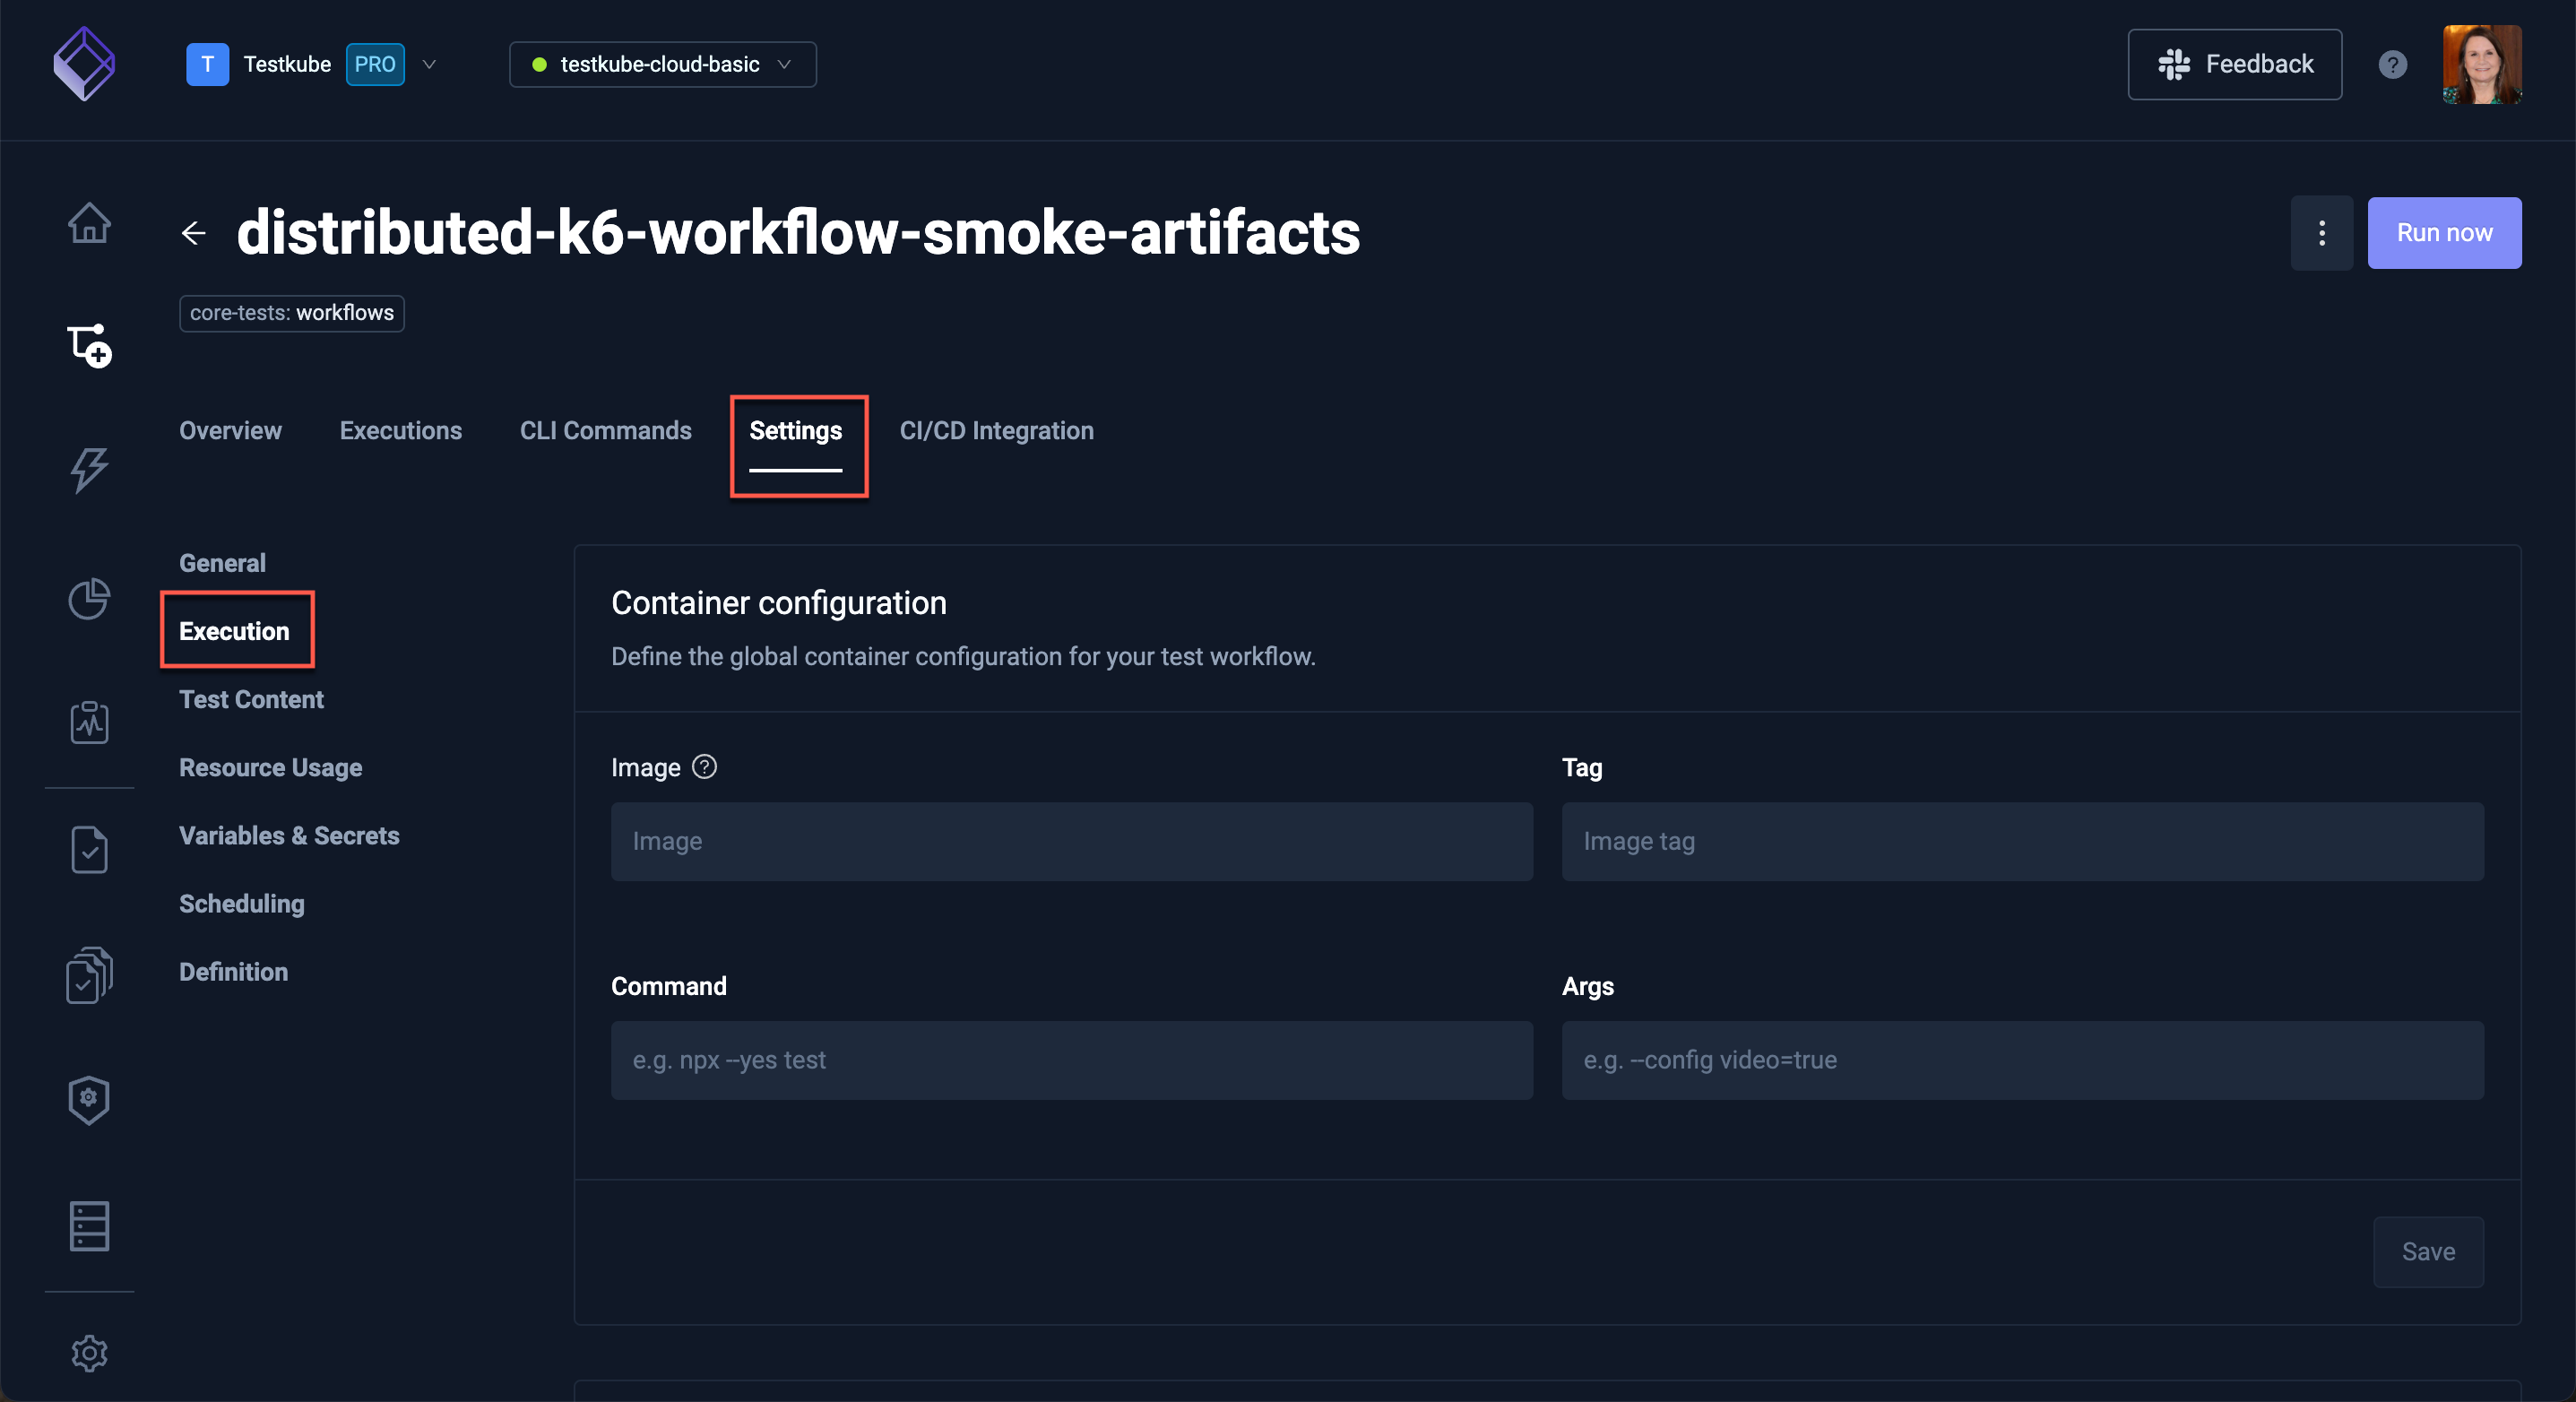 T Testkube PRO testkube-cloud-basic Feedback ?
distributed-k6-workflow-smoke-artifacts Run now
core-tests: workflows
Overview Executions CLI Commands Settings CI/CD Integration
General
Execution
Test Content
Resource Usage
Variables & Secrets
Scheduling
Definition
Container configuration
Define the global container configuration for your test workflow.
Image ? Tag
Image Image tag
Command Args
e.g. npx --yes test e.g. --config video=true
Save